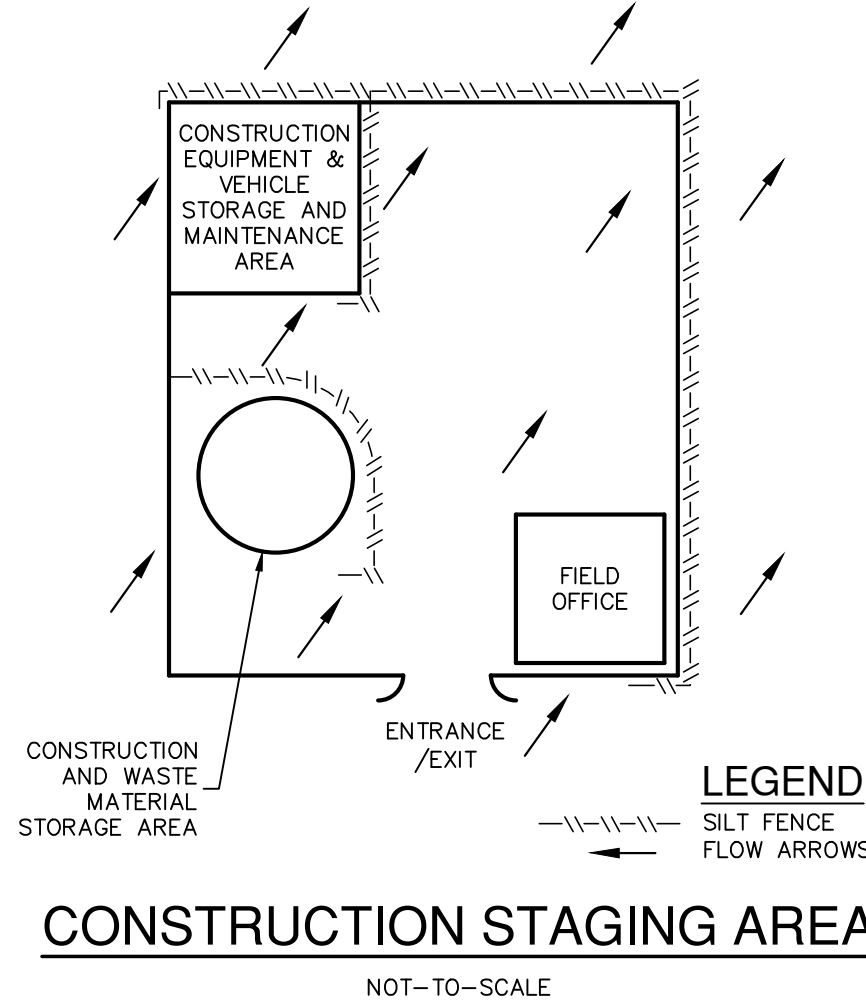 CONSTRUCTION
EQUIPMENT &
VEHICLE
STORAGE AND
MAINTENANCE
AREA
FIELD
OFFICE
ENTRANCE
/EXIT
CONSTRUCTION
AND WASTE
MATERIAL
STORAGE AREA
LEGEND
SILT FENCE
FLOW ARROWS
CONSTRUCTION STAGING AREA
NOT-TO-SCALE